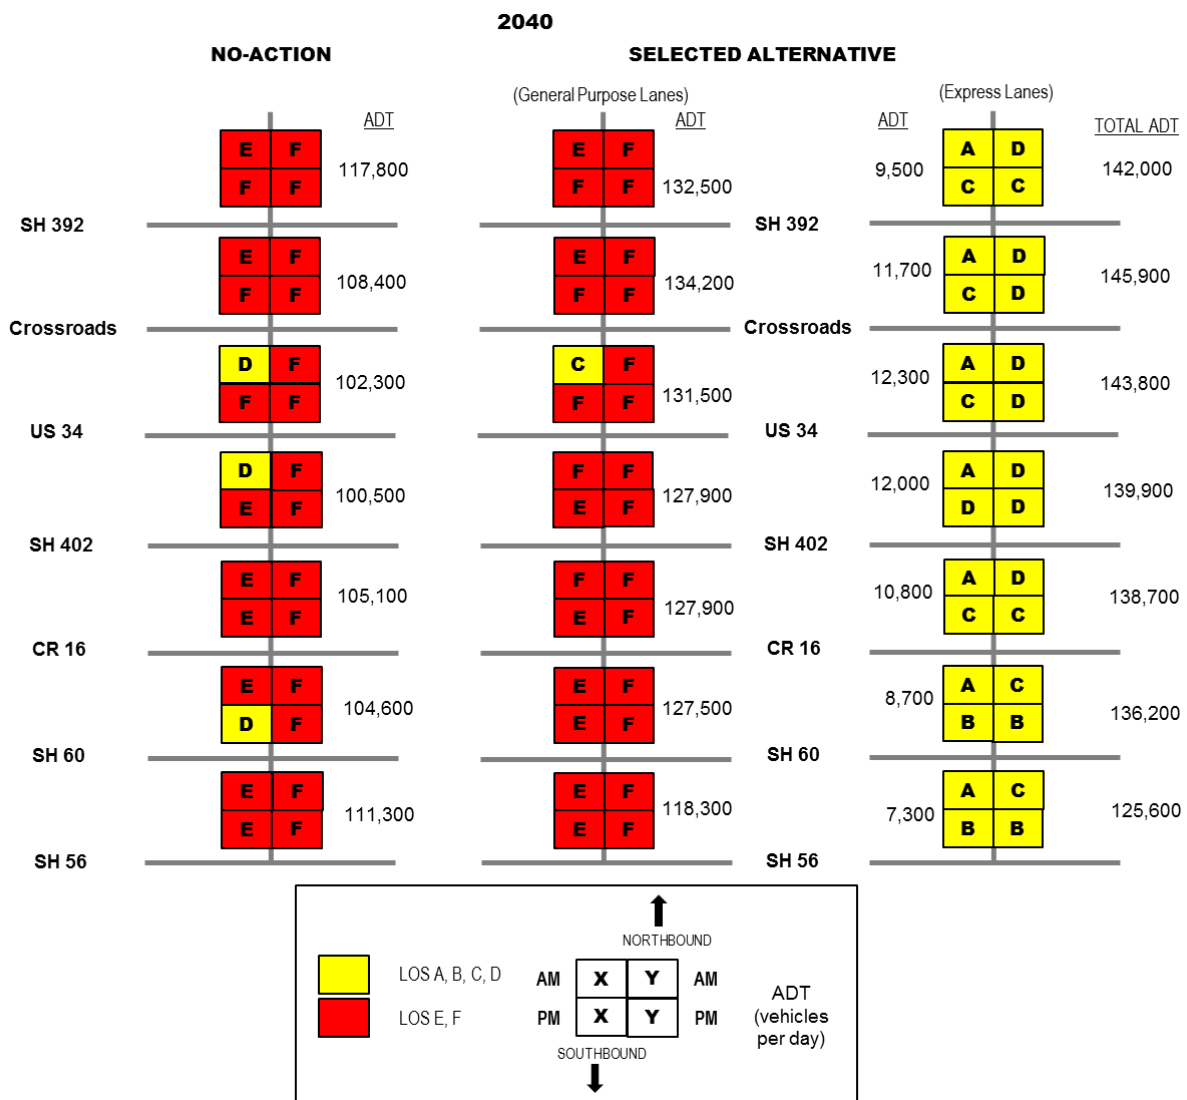 2040
NO-ACTION
SELECTED ALTERNATIVE
(General Purpose Lanes)
(Express Lanes)
ADT
ADT
ADT
TOTAL ADT
E F
F F
117,800
E F
F F
132,500
9,500
A D
C C
142,000
SH 392
SH 392
E F
F F
108,400
E F
F F
134,200
11,700
A D
C D
145,900
Crossroads
Crossroads
D F
F F
102,300
C F
F F
131,500
12,300
A D
C D
143,800
US 34
US 34
D F
E F
100,500
F F
E F
127,900
12,000
A D
D D
139,900
SH 402
SH 402
E F
E F
105,100
F F
E F
127,900
10,800
A D
C C
138,700
CR 16
CR 16
E F
D F
104,600
E F
E F
127,500
8,700
A C
B B
136,200
SH 60
SH 60
E F
E F
111,300
E F
E F
118,300
7,300
A C
B B
125,600
SH 56
SH 56
NORTHBOUND
LOS A, B, C, D
AM X Y AM
LOS E, F
PM X Y PM
SOUTHBOUND
ADT
(vehicles
per day)